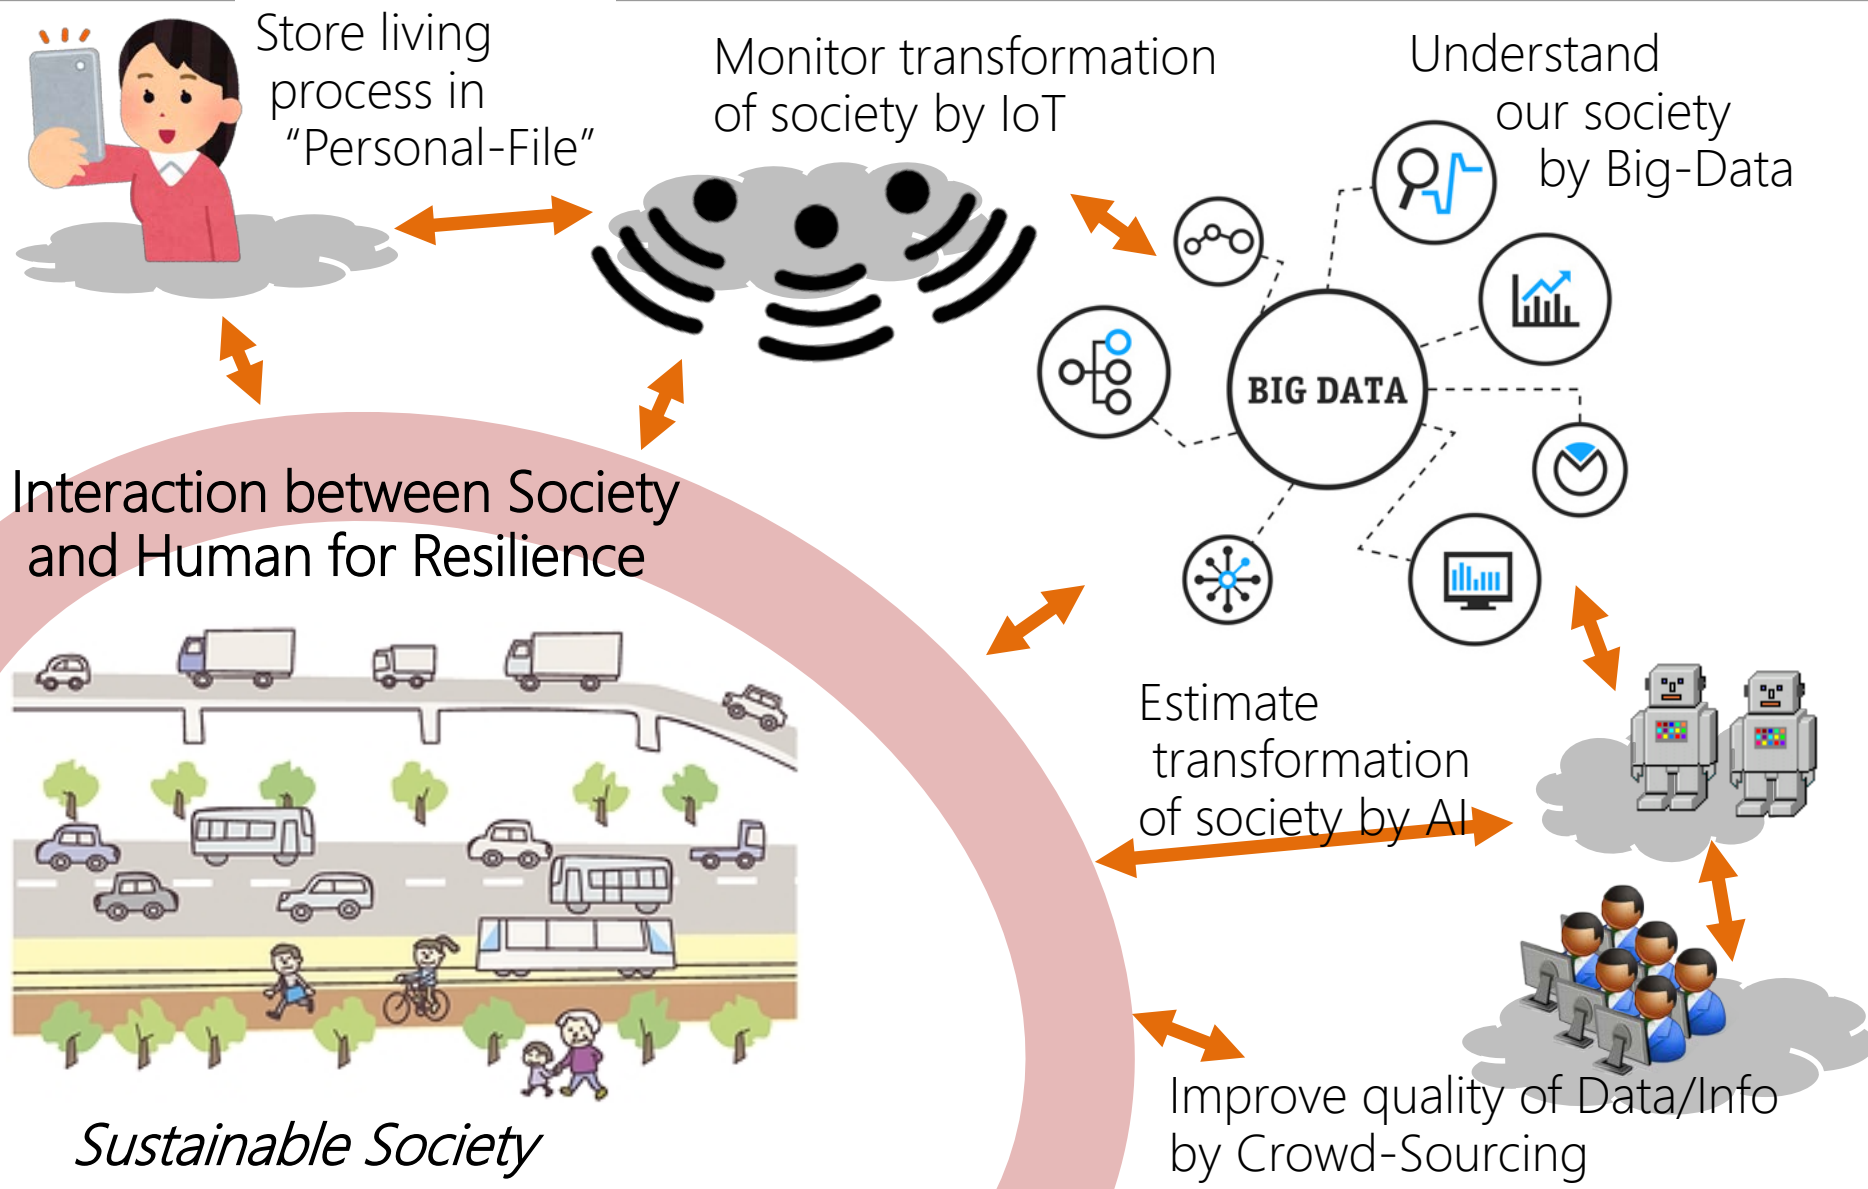 Store living
process in
“Personal-File”
Monitor transformation
of society by IoT
Understand
our society
by Big-Data
BIG DATA
Interaction between Society
and Human for Resilience
Estimate
transformation
of society by AI
Improve quality of Data/Info
by Crowd-Sourcing
Sustainable Society